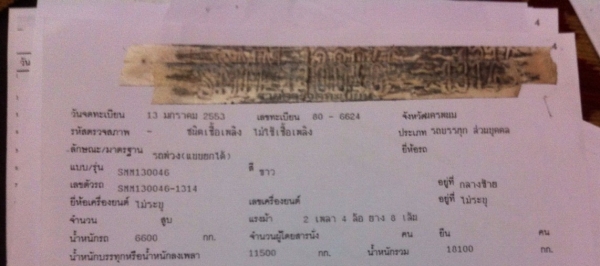 4
วัน
วันจดทะเบียน 13 มกราคม 2553 เลขทะเบียน 80 - 6624
รหัสตรวจสภาพ - ชนิดเชื้อเพลิง ไม่ใช้เชื้อเพลิง ประเภท รถบรรทุก ส่วนบุคคล
ลักษณะ/มาตรฐาน รถพ่วง(แบบยกได้) ยี่ห้อรถ
แบบ/รุ่น SMM130046 สี ขาว
เลขตัวรถ SMM130046-1314 อยู่ที่ กลางซ้าย
ยี่ห้อเครื่องยนต์ ไม่ระบุ เลขเครื่องยนต์ อยู่ที่ ไม่ระบุ
จำนวน สูบ แรงม้า 2 เพลา 4 ล้อ ยาง 8 เส้น
น้ำหนักรถ 6600 กก. จำนวนผู้โดยสารนั่ง คน ยืน คน
น้ำหนักบรรทุกหรือน้ำหนักลงเพลา 11500 กก. น้ำหนักรวม 18100 กก.